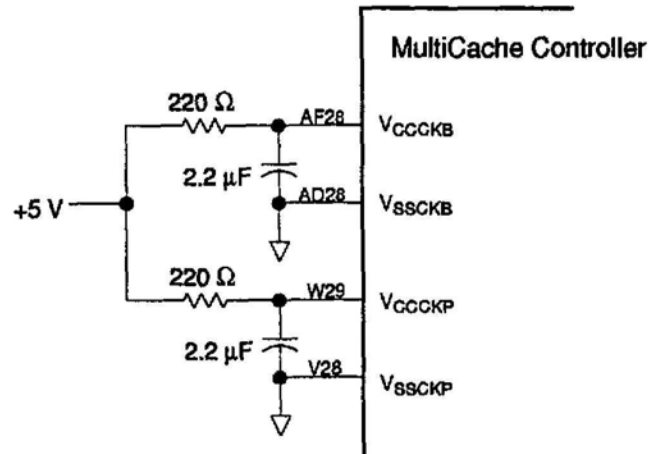 MultiCache Controller
220 Ω
AF28
V_CCCKB
2.2 µF
AD28
V_SSCKB
+5 V
220 Ω
W29
V_CCCKP
2.2 µF
V28
V_SSCKP